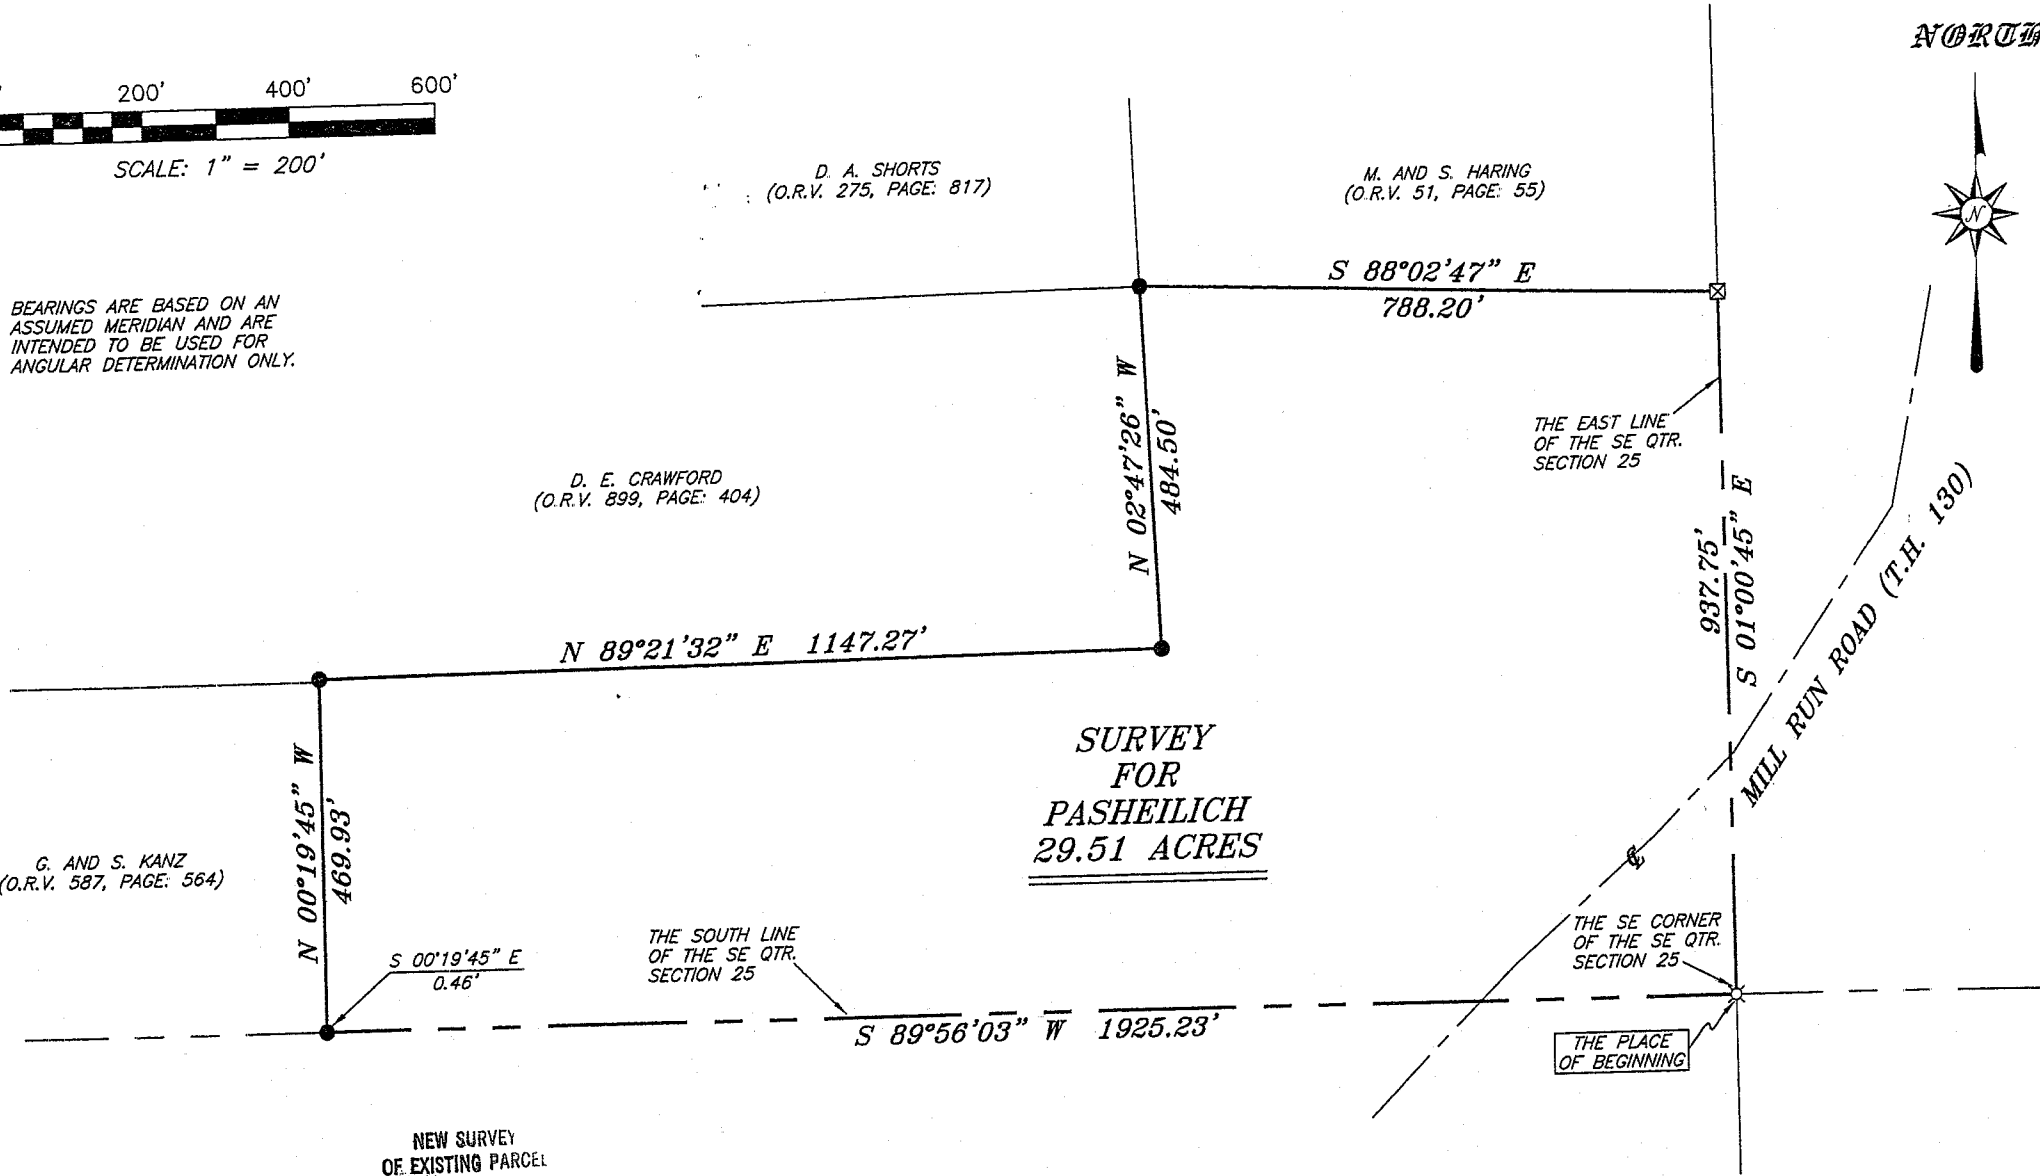 NORTH
200' 400' 600'
SCALE: 1" = 200'
D. A. SHORTS
(O.R.V. 275, PAGE: 817)
M. AND S. HARING
(O.R.V. 51, PAGE: 55)
N
S 88°02'47" E
788.20'
BEARINGS ARE BASED ON AN
ASSUMED MERIDIAN AND ARE
INTENDED TO BE USED FOR
ANGULAR DETERMINATION ONLY.
N 02°47'26" W
484.50'
THE EAST LINE
OF THE SE QTR.
SECTION 25
D. E. CRAWFORD
(O.R.V. 899, PAGE: 404)
937.75'
S 01°00'45" E
MILL RUN ROAD (T.H. 130)
N 89°21'32" E 1147.27'
SURVEY
FOR
PASHEILICH
29.51 ACRES
N 00°19'45" W
469.93'
G. AND S. KANZ
(O.R.V. 587, PAGE: 564)
℄
S 00°19'45" E
0.46'
THE SOUTH LINE
OF THE SE QTR.
SECTION 25
THE SE CORNER
OF THE SE QTR.
SECTION 25
S 89°56'03" W 1925.23'
THE PLACE
OF BEGINNING
NEW SURVEY
OF EXISTING PARCEL